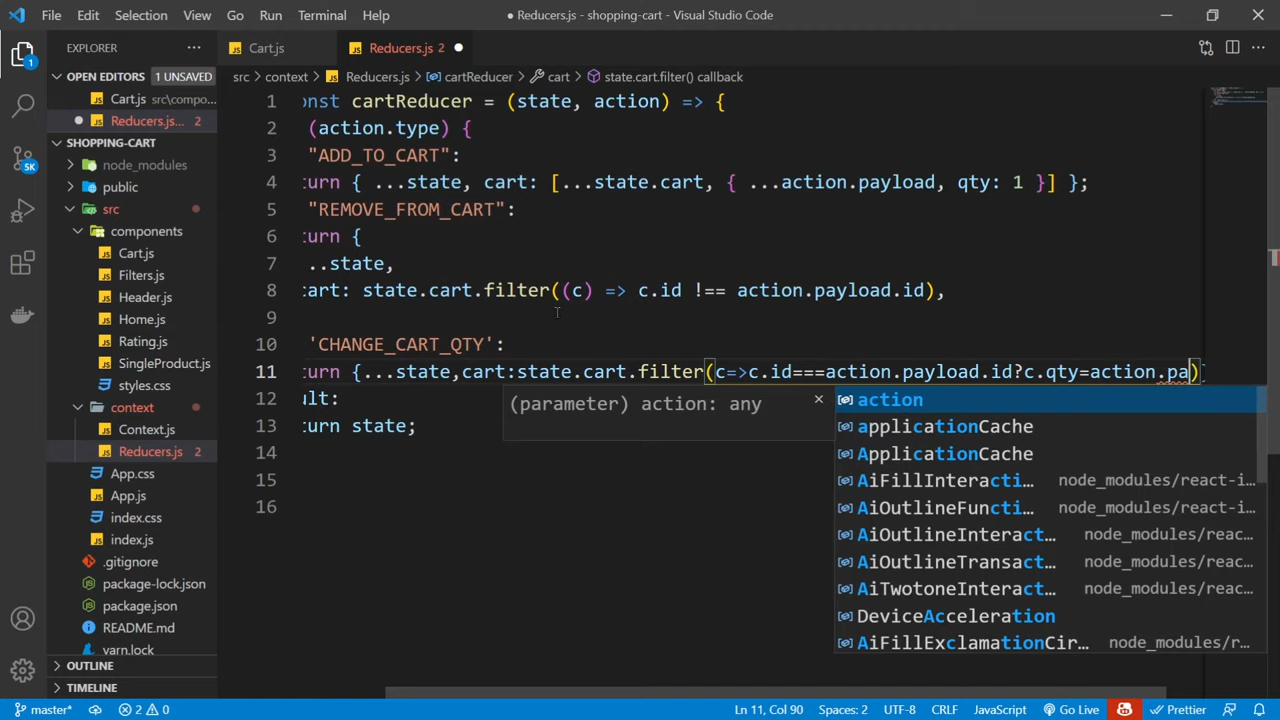 File Edit Selection View Go Run Terminal Help ● Reducers.js - shopping-cart - Visual Studio Code
EXPLORER ···
Cart.js
Reducers.js 2 ●
OPEN EDITORS 1 UNSAVED
src > context > Reducers.js > cartReducer > cart > state.cart.filter() callback
Cart.js src\compo...
Reducers.js... 2
SHOPPING-CART
node_modules
public
src
components
Cart.js
Filters.js
Header.js
Home.js
Rating.js
SingleProduct.js
styles.css
context
Context.js
Reducers.js 2
App.css
App.js
index.css
index.js
.gitignore
package-lock.json
package.json
README.md
yarn.lock
OUTLINE
TIMELINE
1 onst cartReducer = (state, action) => {
2 (action.type) {
3 "ADD_TO_CART":
4 turn { ...state, cart: [...state.cart, { ...action.payload, qty: 1 }] };
5 "REMOVE_FROM_CART":
6 turn {
7 ..state,
8 cart: state.cart.filter((c) => c.id !== action.payload.id),
9
10 'CHANGE_CART_QTY':
11 turn {...state,cart:state.cart.filter(c=>c.id===action.payload.id?c.qty=action.pa)
12 ult:
13 turn state;
14
15
16
(parameter) action: any ×
action
applicationCache
ApplicationCache
AiFillInteracti… node_modules/react-i…
AiOutlineFuncti… node_modules/react-i…
AiOutlineInteract… node_modules/reac…
AiOutlineTransact… node_modules/reac…
AiTwotoneInteract… node_modules/reac…
DeviceAcceleration
AiFillExclamationCir… node_modules/r…
1
5K
master* 2 0 Ln 11, Col 90 Spaces: 2 UTF-8 CRLF JavaScript Go Live Prettier